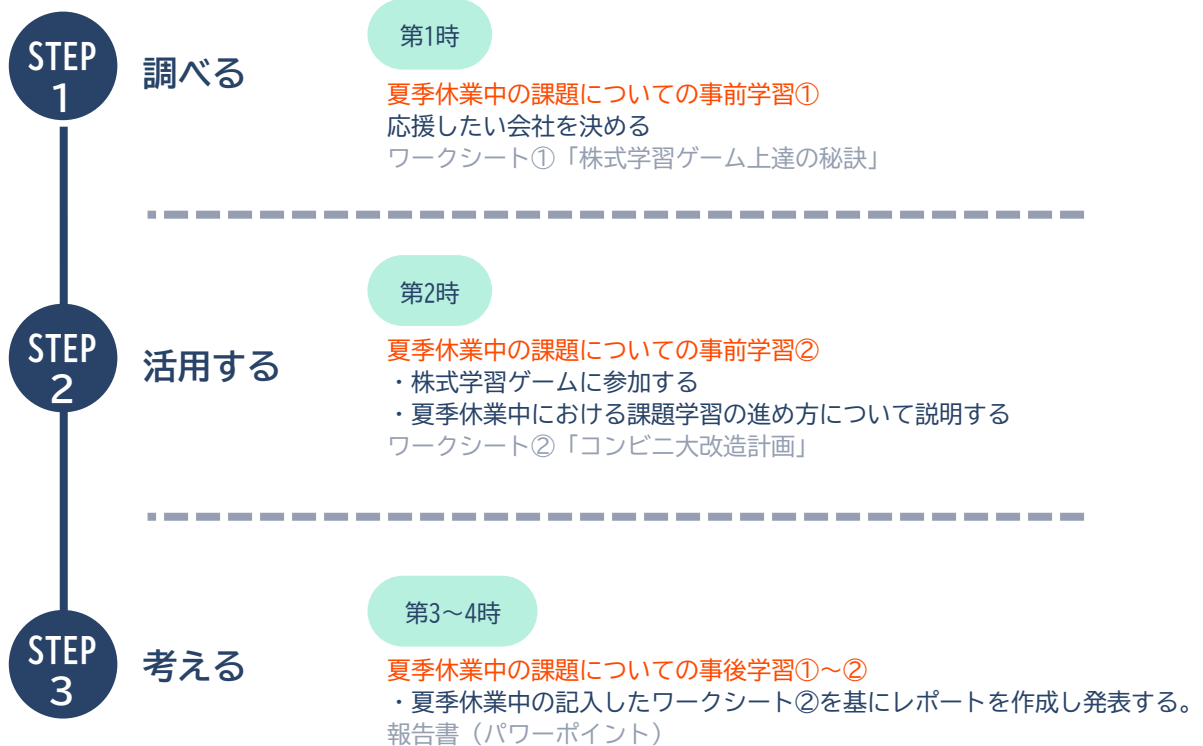 STEP
1
調べる
第1時
夏季休業中の課題についての事前学習①
応援したい会社を決める
ワークシート①「株式学習ゲーム上達の秘訣」
STEP
2
活用する
第2時
夏季休業中の課題についての事前学習②
・株式学習ゲームに参加する
・夏季休業中における課題学習の進め方について説明する
ワークシート②「コンビニ大改造計画」
STEP
3
考える
第3～4時
夏季休業中の課題についての事後学習①～②
・夏季休業中の記入したワークシート②を基にレポートを作成し発表する。
報告書（パワーポイント）